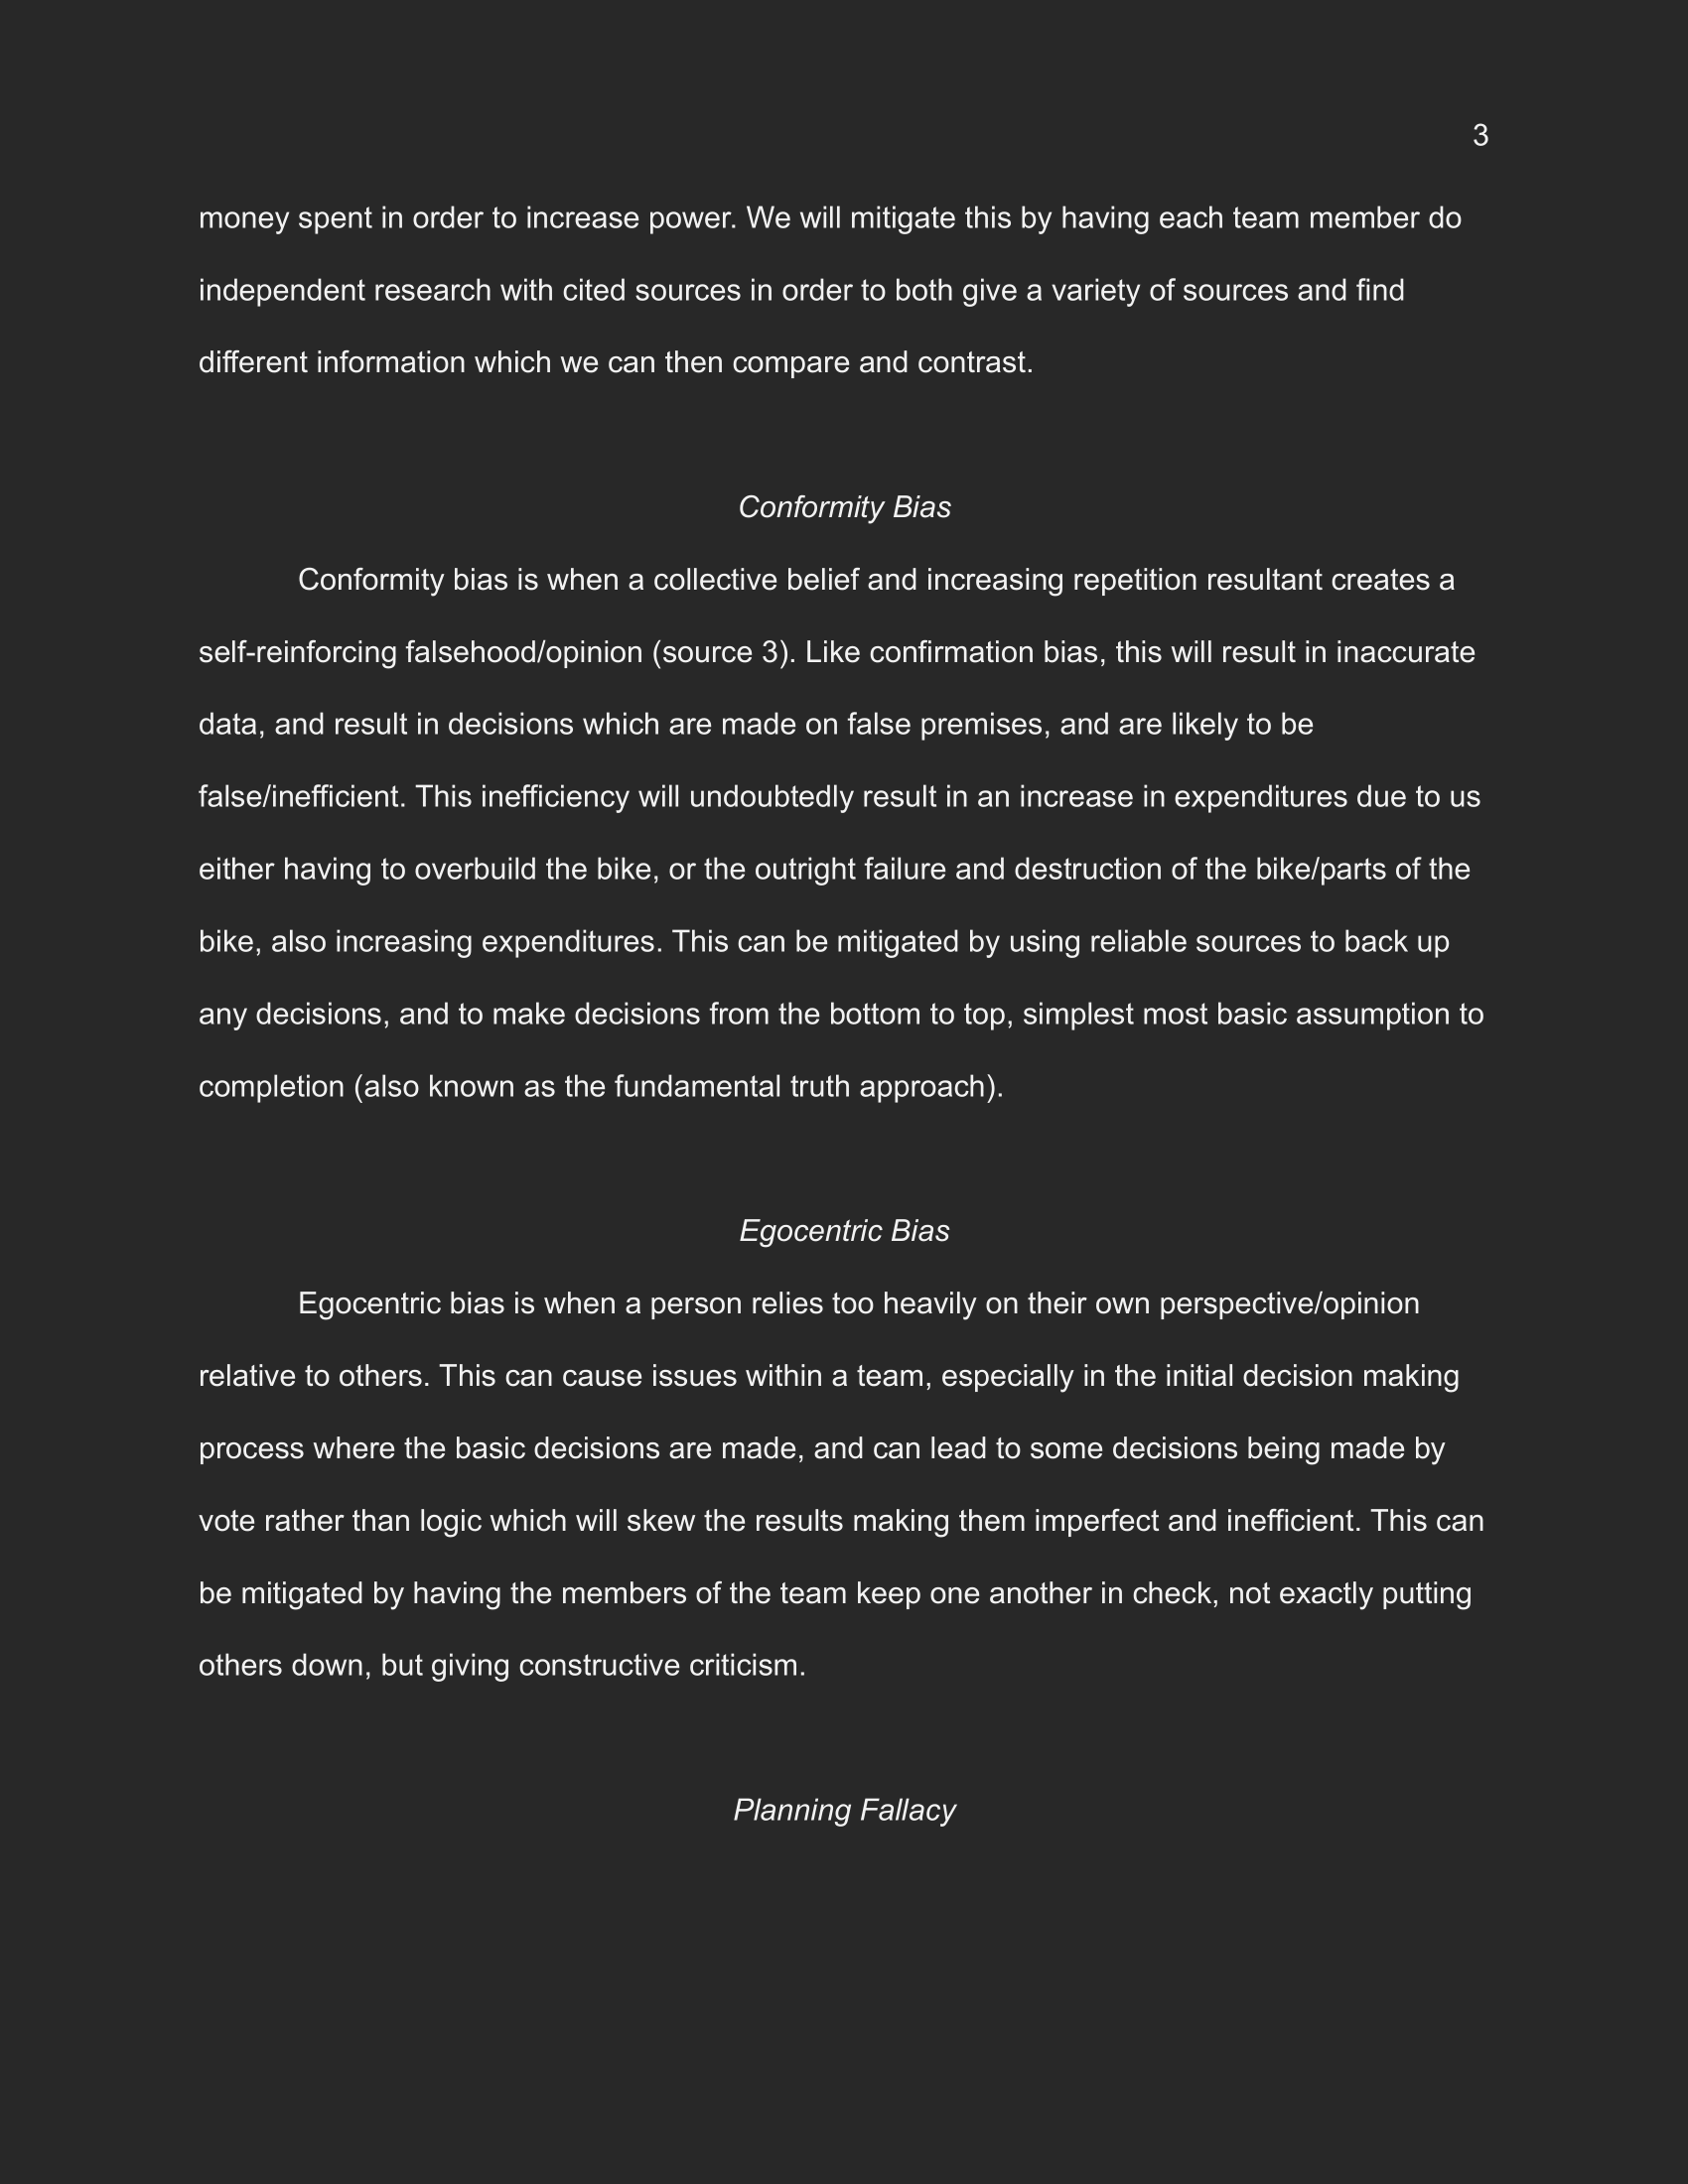 3
money spent in order to increase power. We will mitigate this by having each team member do
independent research with cited sources in order to both give a variety of sources and find
different information which we can then compare and contrast.
Conformity Bias
Conformity bias is when a collective belief and increasing repetition resultant creates a
self-reinforcing falsehood/opinion (source 3). Like confirmation bias, this will result in inaccurate
data, and result in decisions which are made on false premises, and are likely to be
false/inefficient. This inefficiency will undoubtedly result in an increase in expenditures due to us
either having to overbuild the bike, or the outright failure and destruction of the bike/parts of the
bike, also increasing expenditures. This can be mitigated by using reliable sources to back up
any decisions, and to make decisions from the bottom to top, simplest most basic assumption to
completion (also known as the fundamental truth approach).
Egocentric Bias
Egocentric bias is when a person relies too heavily on their own perspective/opinion
relative to others. This can cause issues within a team, especially in the initial decision making
process where the basic decisions are made, and can lead to some decisions being made by
vote rather than logic which will skew the results making them imperfect and inefficient. This can
be mitigated by having the members of the team keep one another in check, not exactly putting
others down, but giving constructive criticism.
Planning Fallacy